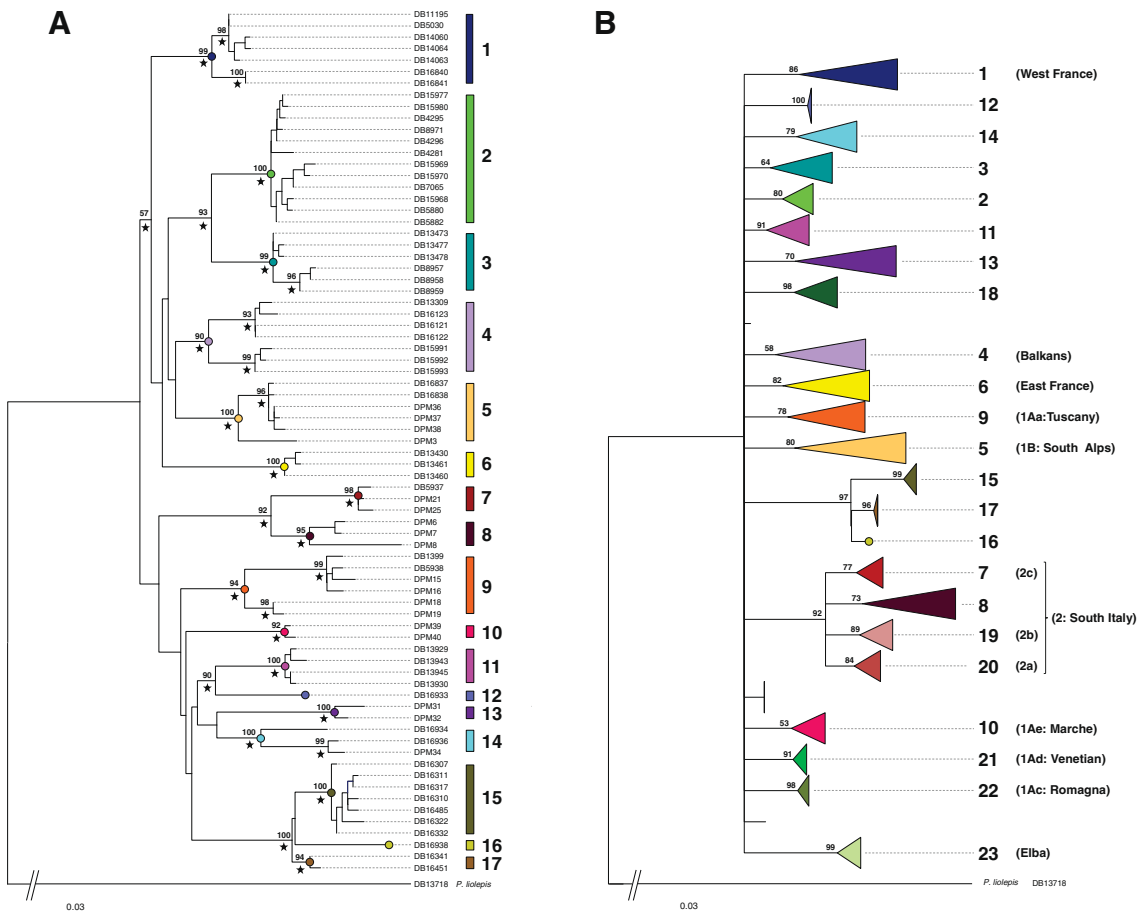 A
DB11195
DB5030
98
DB14060
DB14064
99
DB14063
1
100
DB16840
DB16841
DB15977
DB15980
DB4295
DB8971
DB4296
DB4281
2
100
DB15969
DB15970
DB7065
DB15968
DB5880
DB5882
57
93
DB13473
DB13477
DB13478
99
3
DB8957
96
DB8958
DB8959
DB13309
93
DB16123
DB16121
DB16122
90
4
DB15991
99
DB15992
DB15993
DB16837
96
DB16838
DPM36
100
DPM37
5
DPM38
DPM3
DB13430
100
DB13461
6
DB13460
DB5937
98
DPM21
7
DPM25
92
DPM6
95
DPM7
8
DPM8
DB1399
99
DB5938
DPM15
DPM16
94
9
98
DPM18
DPM19
92
DPM39
10
DPM40
DB13929
DB13943
100
DB13945
11
DB13930
90
DB16933
12
100
DPM31
13
DPM32
DB16934
100
DB16936
14
99
DPM34
DB16307
DB16311
DB16317
100
DB16310
15
DB16485
DB16322
DB16332
100
DB16938
16
94
DB16341
17
DB16451
DB13718 P. liolepis
0.03
B
86
1 (West France)
100
12
79
14
64
3
80
2
91
11
70
13
98
18
58
4 (Balkans)
82
6 (East France)
78
9 (1Aa:Tuscany)
80
5 (1B: South Alps)
99
15
97
96
17
16
77
7 (2c)
73
8
92
(2: South Italy)
89
19 (2b)
84
20 (2a)
53
10 (1Ae: Marche)
91
21 (1Ad: Venetian)
98
22 (1Ac: Romagna)
99
23 (Elba)
P. liolepis DB13718
0.03